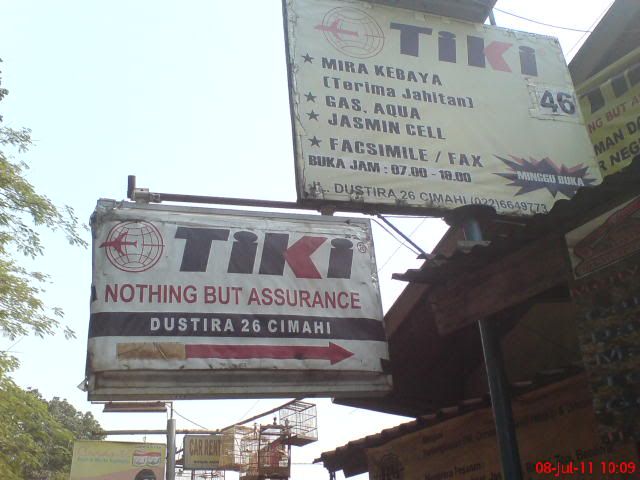 TiKi
★ MIRA KEBAYA
(Terima Jahitan)
46
★ GAS, AQUA
★ JASMIN CELL
★ FACSIMILE / FAX
BUKA JAM : 07.00 - 18.00
MINGGU BUKA
JL. DUSTIRA 26 CIMAHI (022)6649773
TiKi®
NOTHING BUT ASSURANCE
DUSTIRA 26 CIMAHI
CAR RENT
08-Jul-11 10:09